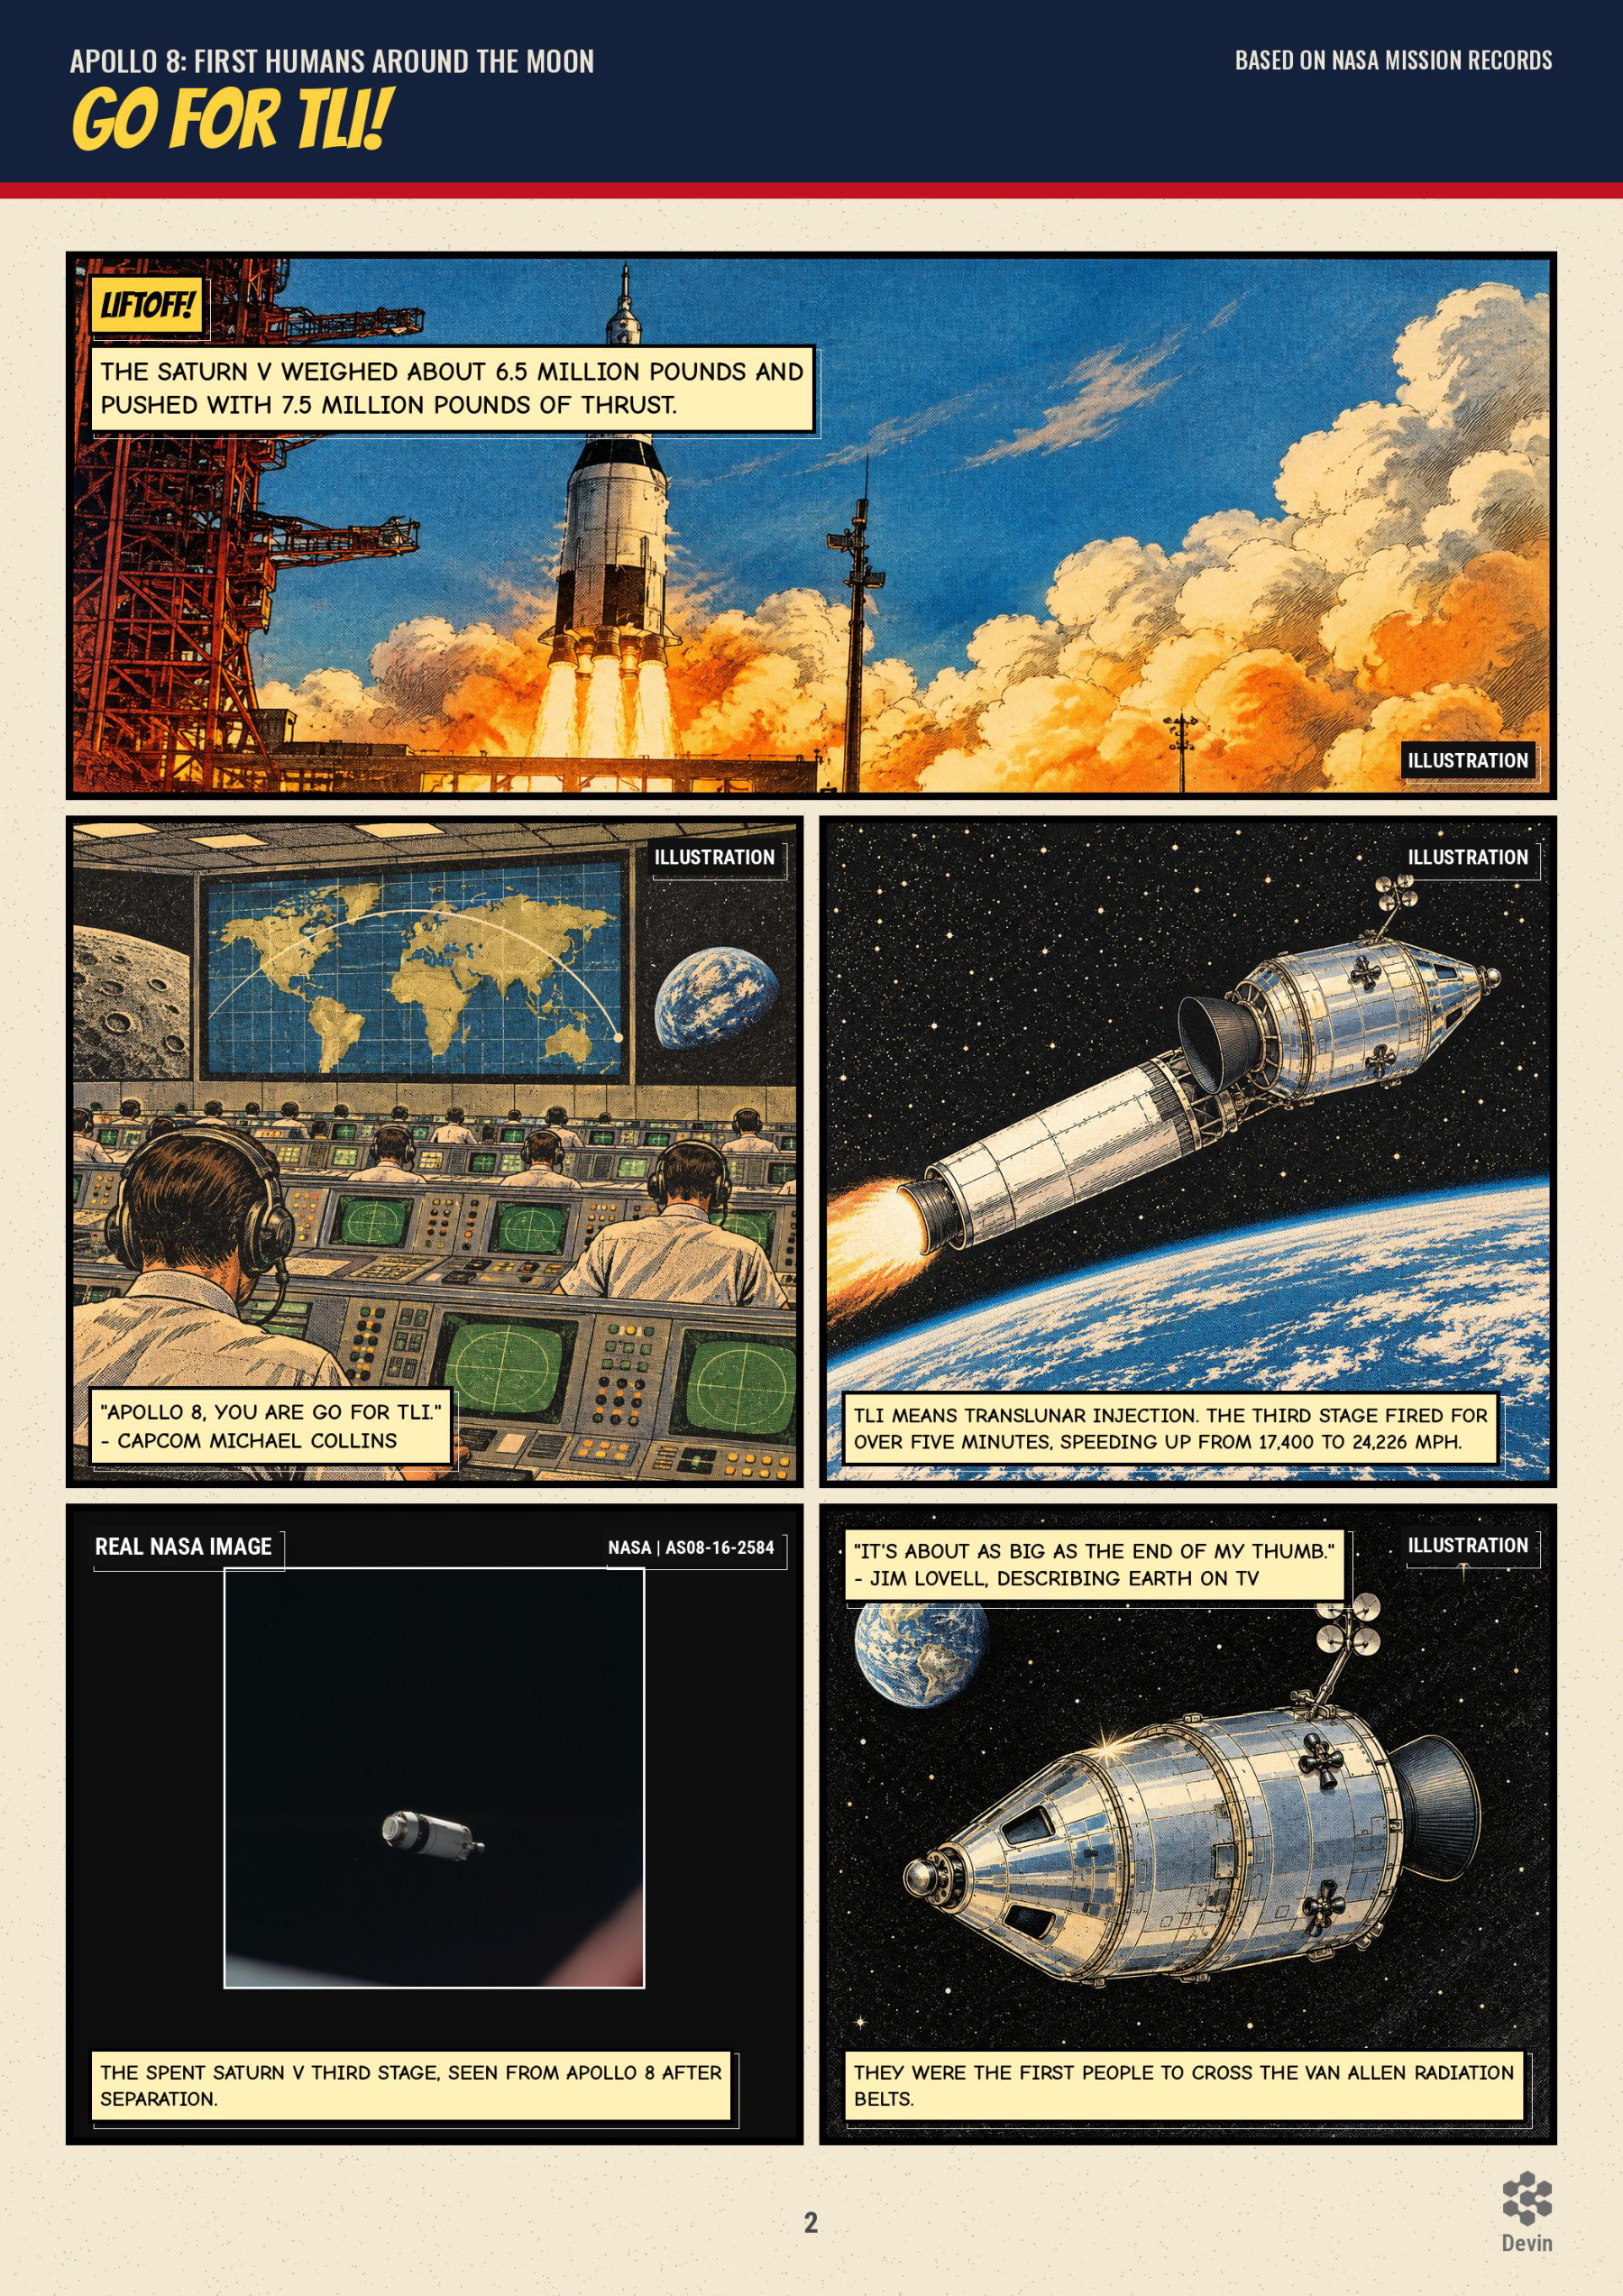 APOLLO 8: FIRST HUMANS AROUND THE MOON
BASED ON NASA MISSION RECORDS
GO FOR TLI!
LIFTOFF!
THE SATURN V WEIGHED ABOUT 6.5 MILLION POUNDS AND
PUSHED WITH 7.5 MILLION POUNDS OF THRUST.
ILLUSTRATION
ILLUSTRATION
"APOLLO 8, YOU ARE GO FOR TLI."
- CAPCOM MICHAEL COLLINS
ILLUSTRATION
TLI MEANS TRANSLUNAR INJECTION. THE THIRD STAGE FIRED FOR
OVER FIVE MINUTES, SPEEDING UP FROM 17,400 TO 24,226 MPH.
REAL NASA IMAGE
NASA | AS08-16-2584
THE SPENT SATURN V THIRD STAGE, SEEN FROM APOLLO 8 AFTER
SEPARATION.
"IT'S ABOUT AS BIG AS THE END OF MY THUMB."
- JIM LOVELL, DESCRIBING EARTH ON TV
ILLUSTRATION
THEY WERE THE FIRST PEOPLE TO CROSS THE VAN ALLEN RADIATION
BELTS.
2
Devin